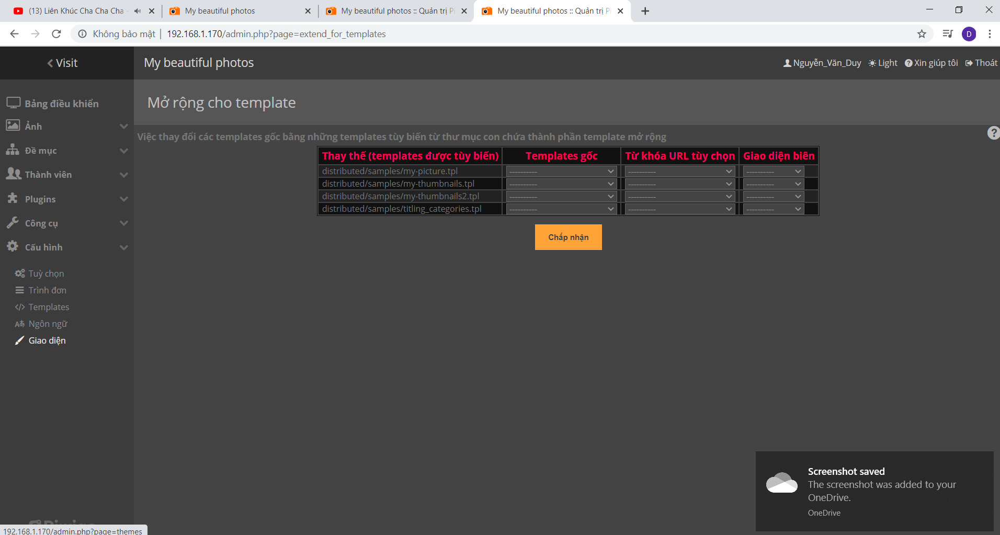 (13) Liên Khúc Cha Cha Cha -
My beautiful photos
My beautiful photos :: Quản trị Pi
My beautiful photos :: Quản trị Pi
Không bảo mật | 192.168.1.170/admin.php?page=extend_for_templates
D
Visit
My beautiful photos
Nguyễn_Văn_Duy
Light
Xin giúp tôi
Thoát
Bảng điều khiển
Ảnh
Đề mục
Thành viên
Plugins
Công cụ
Cấu hình
Tuỳ chọn
Trình đơn
Templates
Ngôn ngữ
Giao diện
Mở rộng cho template
Việc thay đổi các templates gốc bằng những templates tùy biến từ thư mục con chứa thành phần template mở rộng
Thay thế (templates được tùy biến) Templates gốc Từ khóa URL tùy chọn Giao diện biên
distributed/samples/my-picture.tpl ---------- ---------- ----------
distributed/samples/my-thumbnails.tpl ---------- ---------- ----------
distributed/samples/my-thumbnails2.tpl ---------- ---------- ----------
distributed/samples/titling_categories.tpl ---------- ---------- ----------
Chấp nhận
Screenshot saved
The screenshot was added to your
OneDrive.
OneDrive
192.168.1.170/admin.php?page=themes